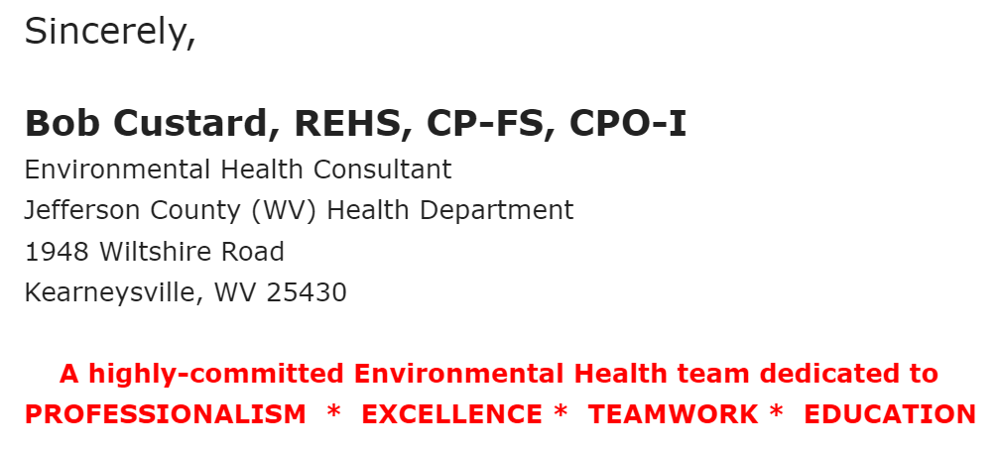 Sincerely,
Bob Custard, REHS, CP-FS, CPO-I
Environmental Health Consultant
Jefferson County (WV) Health Department
1948 Wiltshire Road
Kearneysville, WV 25430
A highly-committed Environmental Health team dedicated to
PROFESSIONALISM * EXCELLENCE * TEAMWORK * EDUCATION